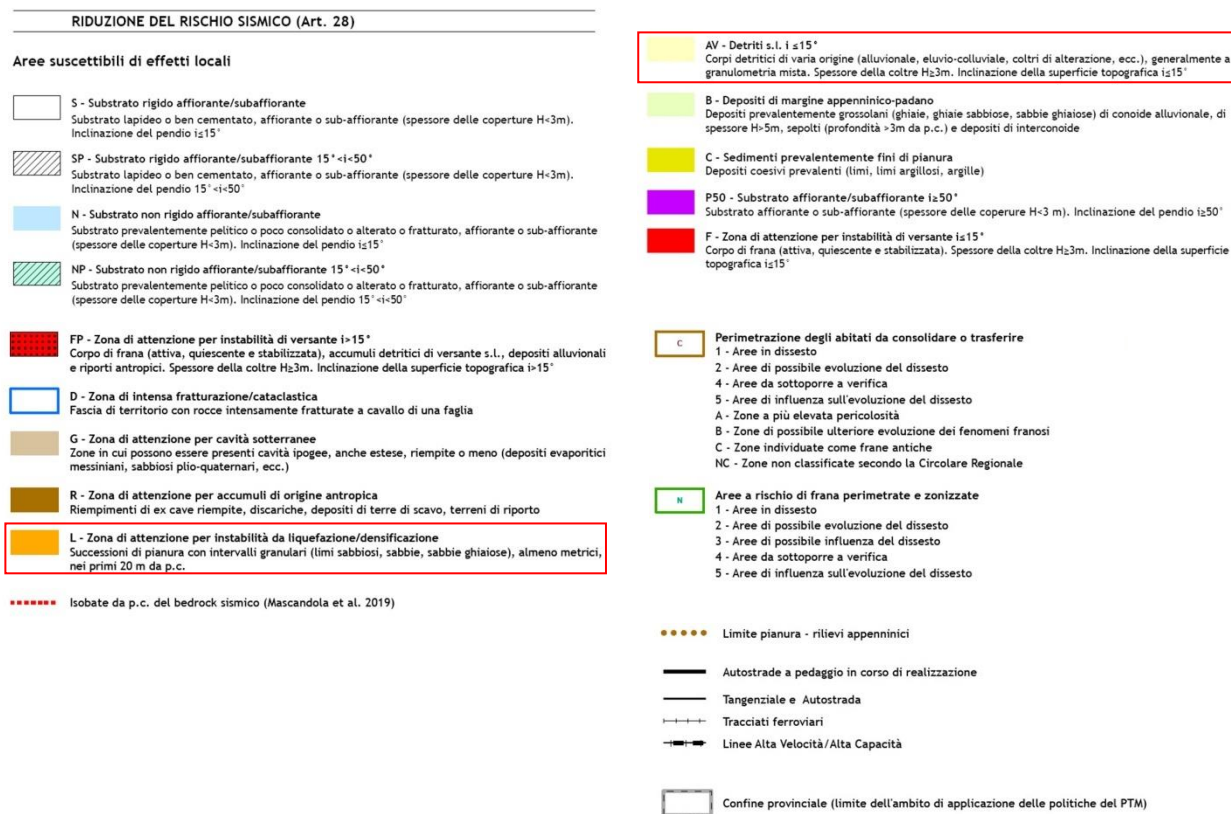 RIDUZIONE DEL RISCHIO SISMICO (Art. 28)
Aree suscettibili di effetti locali
S - Substrato rigido affiorante/subaffiorante
Substrato lapideo o ben cementato, affiorante o sub-affiorante (spessore delle coperture H<3m).
Inclinazione del pendio i≤15°
SP - Substrato rigido affiorante/subaffiorante 15°<i<50°
Substrato lapideo o ben cementato, affiorante o sub-affiorante (spessore delle coperture H<3m).
Inclinazione del pendio 15°<i<50°
N - Substrato non rigido affiorante/subaffiorante
Substrato prevalentemente pelitico o poco consolidato o alterato o fratturato, affiorante o sub-affiorante
(spessore delle coperture H<3m). Inclinazione del pendio i≤15°
NP - Substrato non rigido affiorante/subaffiorante 15°<i<50°
Substrato prevalentemente pelitico o poco consolidato o alterato o fratturato, affiorante o sub-affiorante
(spessore delle coperture H<3m). Inclinazione del pendio 15°<i<50°
FP - Zona di attenzione per instabilità di versante i>15°
Corpo di frana (attiva, quiescente e stabilizzata), accumuli detritici di versante s.l., depositi alluvionali
e riporti antropici. Spessore della coltre H≥3m. Inclinazione della superficie topografica i>15°
D - Zona di intensa fratturazione/cataclastica
Fascia di territorio con rocce intensamente fratturate a cavallo di una faglia
G - Zona di attenzione per cavità sotterranee
Zone in cui possono essere presenti cavità ipogee, anche estese, riempite o meno (depositi evaporitici
messiniani, sabbiosi plio-quaternari, ecc.)
R - Zona di attenzione per accumuli di origine antropica
Riempimenti di ex cave riempite, discariche, depositi di terre di scavo, terreni di riporto
L - Zona di attenzione per instabilità da liquefazione/densificazione
Successioni di pianura con intervalli granulari (limi sabbiosi, sabbie, sabbie ghiaiose), almeno metrici,
nei primi 20 m da p.c.
Isobate da p.c. del bedrock sismico (Mascandola et al. 2019)
AV - Detriti s.l. i ≤15°
Corpi detritici di varia origine (alluvionale, eluvio-colluviale, coltri di alterazione, ecc.), generalmente a
granulometria mista. Spessore della coltre H≥3m. Inclinazione della superficie topografica i≤15°
B - Depositi di margine appenninico-padano
Depositi prevalentemente grossolani (ghiaie, ghiaie sabbiose, sabbie ghiaiose) di conoide alluvionale, di
spessore H>5m, sepolti (profondità >3m da p.c.) e depositi di interconoide
C - Sedimenti prevalentemente fini di pianura
Depositi coesivi prevalenti (limi, limi argillosi, argille)
P50 - Substrato affiorante/subaffiorante i≥50°
Substrato affiorante o sub-affiorante (spessore delle coperure H<3 m). Inclinazione del pendio i≥50°
F - Zona di attenzione per instabilità di versante i≤15°
Corpo di frana (attiva, quiescente e stabilizzata). Spessore della coltre H≥3m. Inclinazione della superficie
topografica i≤15°
C
Perimetrazione degli abitati da consolidare o trasferire
1 - Aree in dissesto
2 - Aree di possibile evoluzione del dissesto
4 - Aree da sottoporre a verifica
5 - Aree di influenza sull'evoluzione del dissesto
A - Zone a più elevata pericolosità
B - Zone di possibile ulteriore evoluzione dei fenomeni franosi
C - Zone individuate come frane antiche
NC - Zone non classificate secondo la Circolare Regionale
N
Aree a rischio di frana perimetrate e zonizzate
1 - Aree in dissesto
2 - Aree di possibile evoluzione del dissesto
3 - Aree di possibile influenza del dissesto
4 - Aree da sottoporre a verifica
5 - Aree di influenza sull'evoluzione del dissesto
Limite pianura - rilievi appenninici
Autostrade a pedaggio in corso di realizzazione
Tangenziale e Autostrada
Tracciati ferroviari
Linee Alta Velocità/Alta Capacità
Confine provinciale (limite dell'ambito di applicazione delle politiche del PTM)